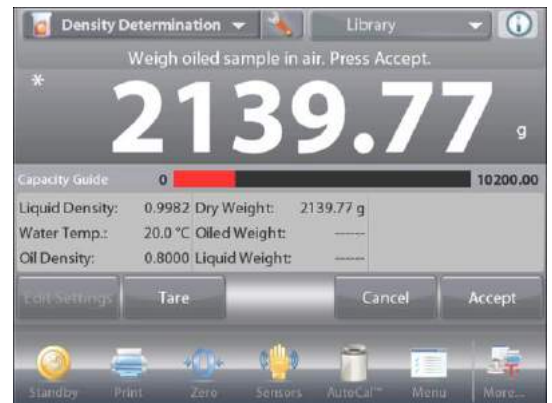 Density Determination Library
Weigh oiled sample in air. Press Accept.
* 2139.77 g
Capacity Guide 0 10200.00
Liquid Density: 0.9982 Dry Weight: 2139.77 g
Water Temp.: 20.0 °C Oiled Weight: ------
Oil Density: 0.8000 Liquid Weight: ------
Edit Settings Tare Cancel Accept
Standby Print Zero Sensors AutoCal™ Menu More...